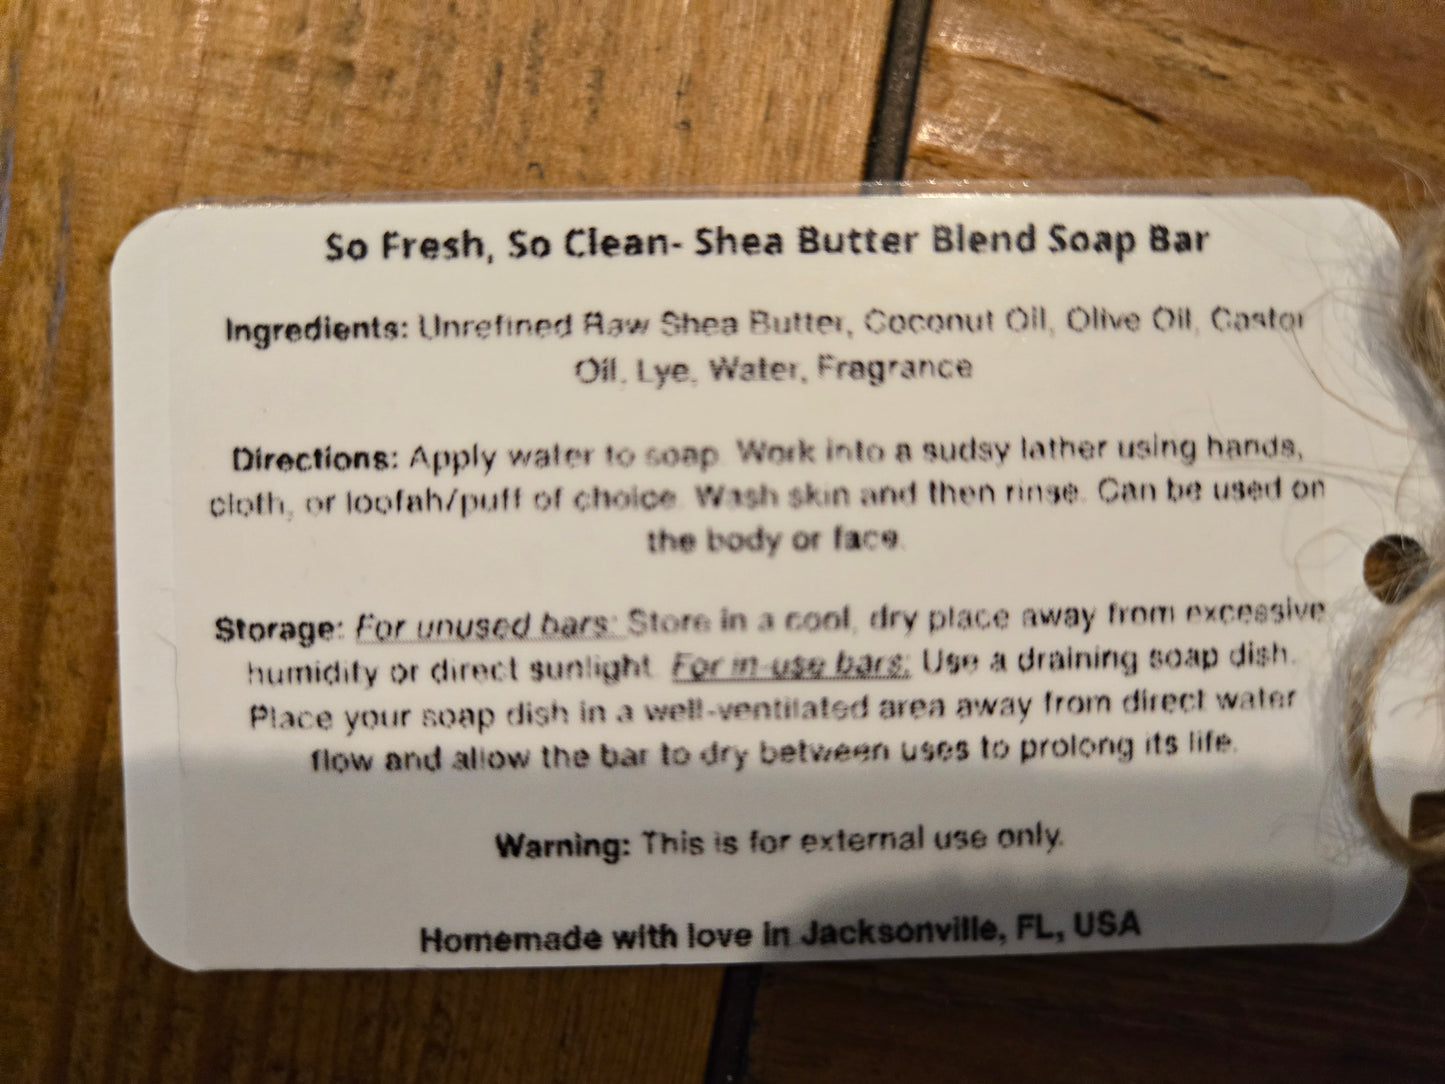 So Fresh, So Clean- Shea Butter Blend Soap Bar
Ingredients: Unrefined Raw Shea Butter, Coconut Oil, Olive Oil, Castor
Oil, Lye, Water, Fragrance
Directions: Apply water to soap. Work into a sudsy lather using hands,
cloth, or loofah/puff of choice. Wash skin and then rinse. Can be used on
the body or face.
Storage: For unused bars: Store in a cool, dry place away from excessive
humidity or direct sunlight. For in-use bars: Use a draining soap dish.
Place your soap dish in a well-ventilated area away from direct water
flow and allow the bar to dry between uses to prolong its life.
Warning: This is for external use only.
Homemade with love in Jacksonville, FL, USA